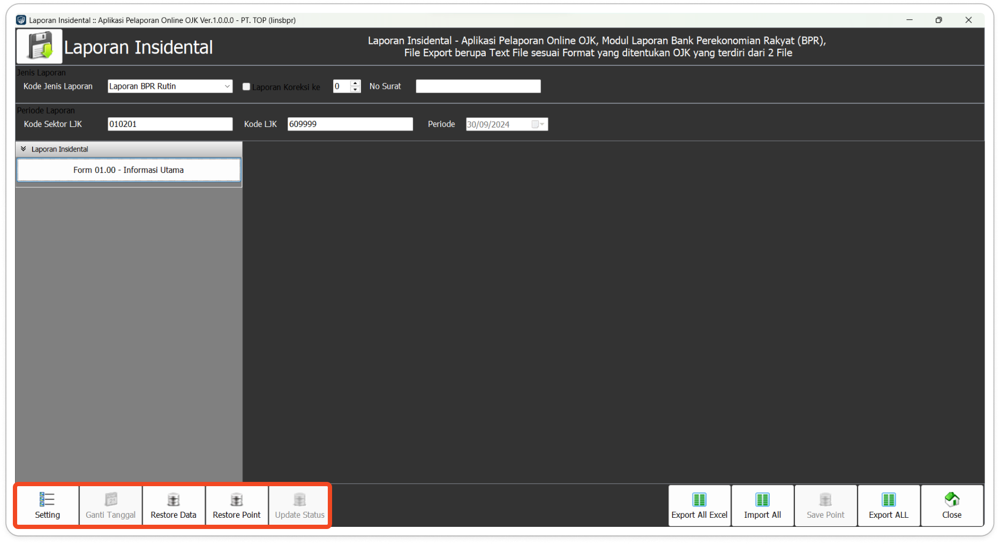 Laporan Insidental :: Aplikasi Pelaporan Online OJK Ver.1.0.0.0 - PT. TOP (linsbpr)
Laporan Insidental
Laporan Insidental - Aplikasi Pelaporan Online OJK, Modul Laporan Bank Perekonomian Rakyat (BPR),
File Export berupa Text File sesuai Format yang ditentukan OJK yang terdiri dari 2 File
Jenis Laporan
Kode Jenis Laporan Laporan BPR Rutin Laporan Koreksi ke 0 No Surat
Periode Laporan
Kode Sektor LJK 010201 Kode LJK 609999 Periode 30/09/2024
Laporan Insidental
Form 01.00 - Informasi Utama
Setting Ganti Tanggal Restore Data Restore Point Update Status Export All Excel Import All Save Point Export ALL Close